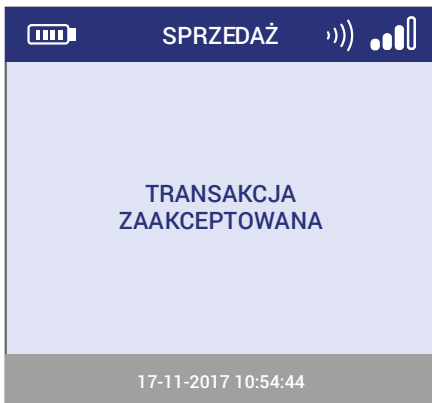 SPRZEDAŻ
TRANSAKCJA
ZAAKCEPTOWANA
17-11-2017 10:54:44